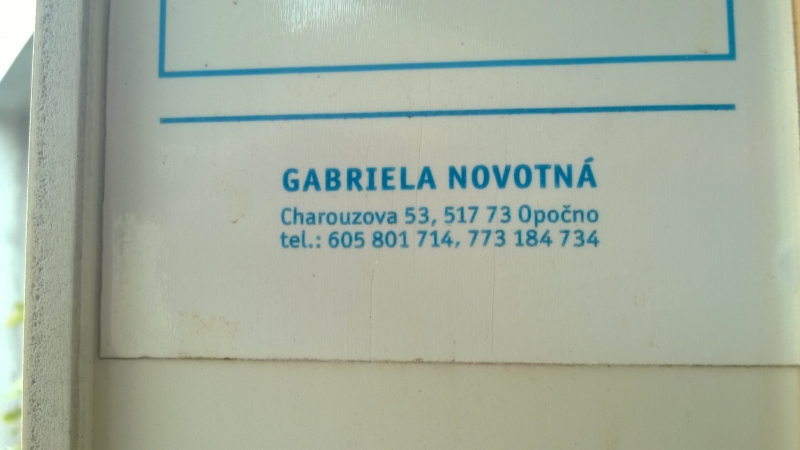 GABRIELA NOVOTNÁ
Charouzova 53, 517 73 Opočno
tel.: 605 801 714, 773 184 734